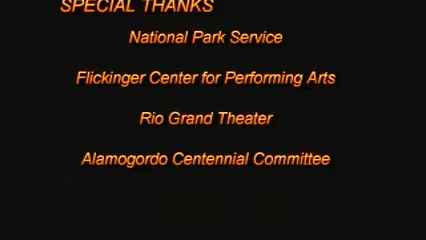 SPECIAL THANKS
National Park Service
Flickinger Center for Performing Arts
Rio Grand Theater
Alamogordo Centennial Committee